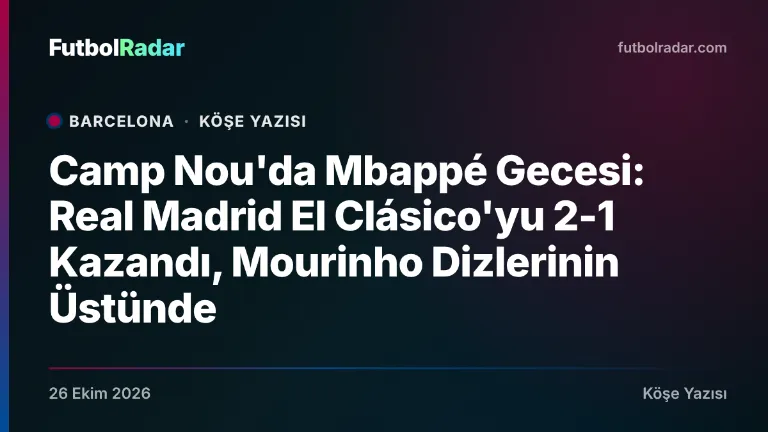 FutbolRadar
futbolradar.com
BARCELONA · KÖŞE YAZISI
Camp Nou'da Mbappé Gecesi:
Real Madrid El Clásico'yu 2-1
Kazandı, Mourinho Dizlerinin
Üstünde
26 Ekim 2026
Köşe Yazısı